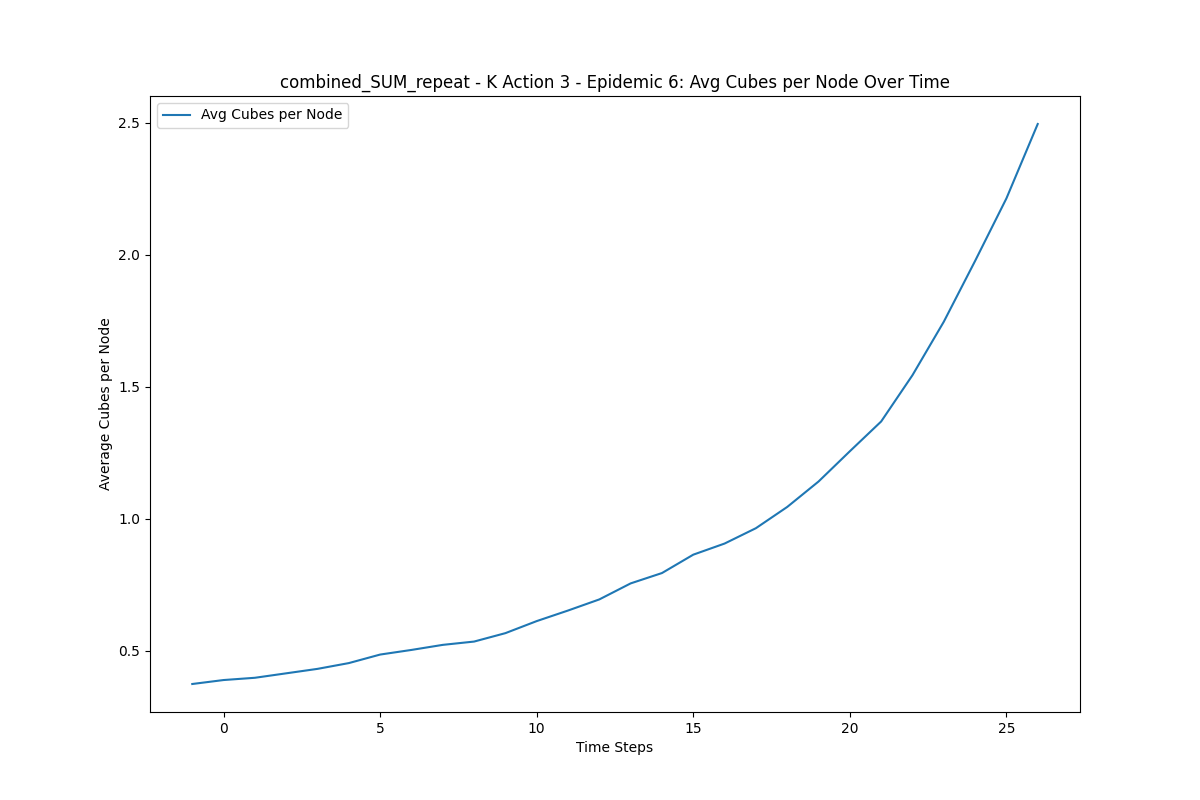 combined_SUM_repeat - K Action 3 - Epidemic 6: Avg Cubes per Node Over Time
Avg Cubes per Node
2.5
2.0
1.5
1.0
0.5
Average Cubes per Node
0 5 10 15 20 25
Time Steps